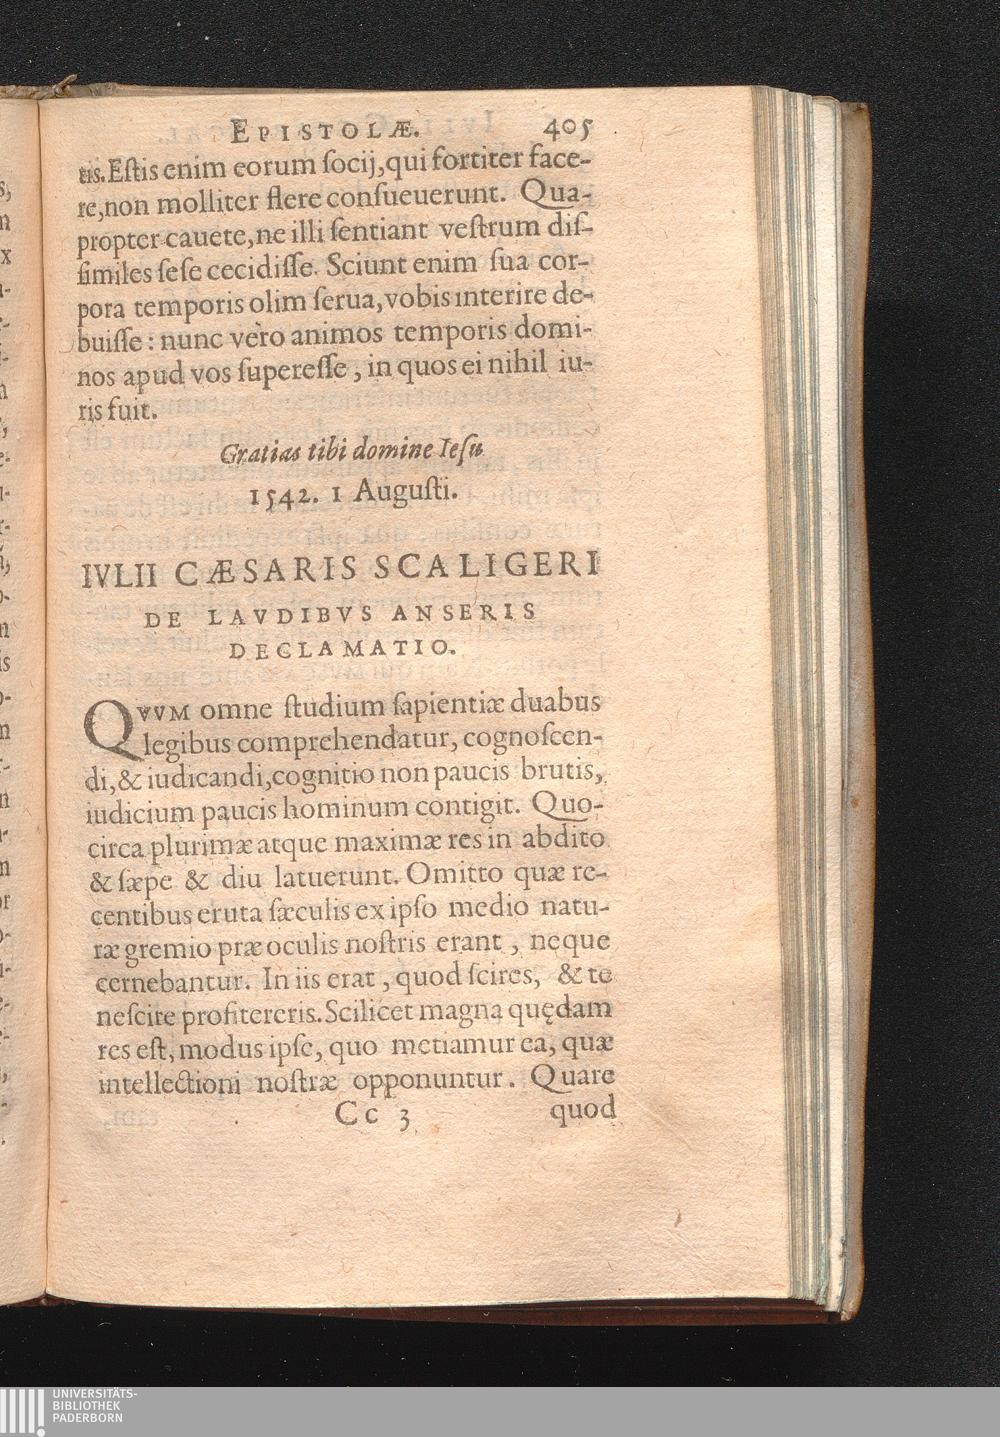 EPISTOLÆ. 405
tis. Eſtis enim eorum ſocij, qui fortiter face-
re, non molliter flere conſueuerunt. Qua-
propter cauete, ne illi ſentiant veſtrum diſ-
ſimiles ſeſe cecidiſſe. Sciunt enim ſua cor-
pora temporis olim ſerua, vobis interire de-
buiſſe: nunc verò animos temporis domi-
nos apud vos ſupereſſe, in quos ei nihil iu-
ris fuit.
Gratias tibi domine Ieſu
1542. 1 Auguſti.
IVLII CÆSARIS SCALIGERI
DE LAVDIBVS ANSERIS
DECLAMATIO.
QVVM omne ſtudium ſapientiæ duabus
legibus comprehendatur, cognoſcen-
di, & iudicandi, cognitio non paucis brutis,
iudicium paucis hominum contigit. Quo-
circa plurimæ atque maximæ res in abdito
& ſæpe & diu latuerunt. Omitto quæ re-
centibus eruta ſæculis ex ipſo medio natu-
ræ gremio præ oculis noſtris erant, neque
cernebantur. In iis erat, quod ſcires, & te
neſcire profitereris. Scilicet magna quędam
res eſt, modus ipſe, quo metiamur ea, quæ
intellectioni noſtræ opponuntur. Quare
Cc 3 quod
UNIVERSITÄTS-
BIBLIOTHEK
PADERBORN